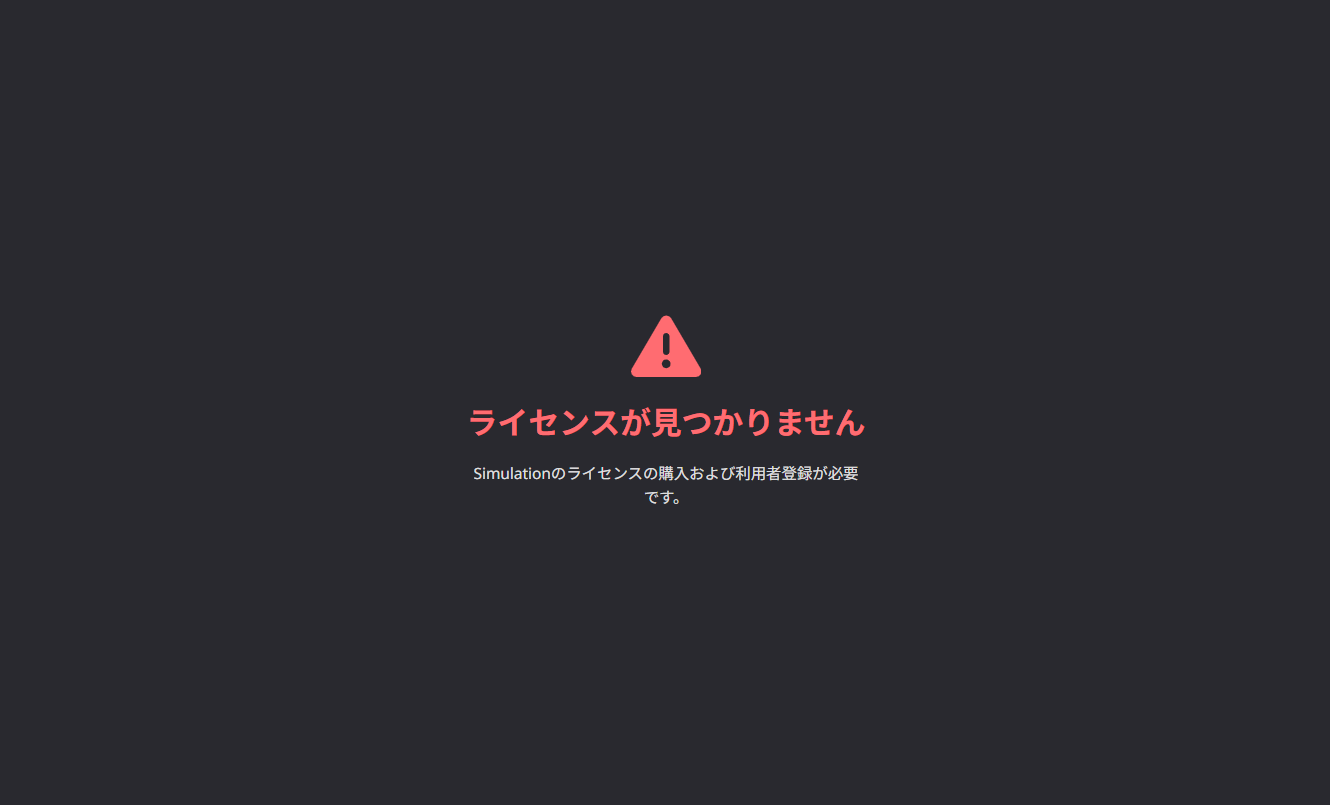 ライセンスが見つかりません
Simulationのライセンスの購入および利用者登録が必要
です。